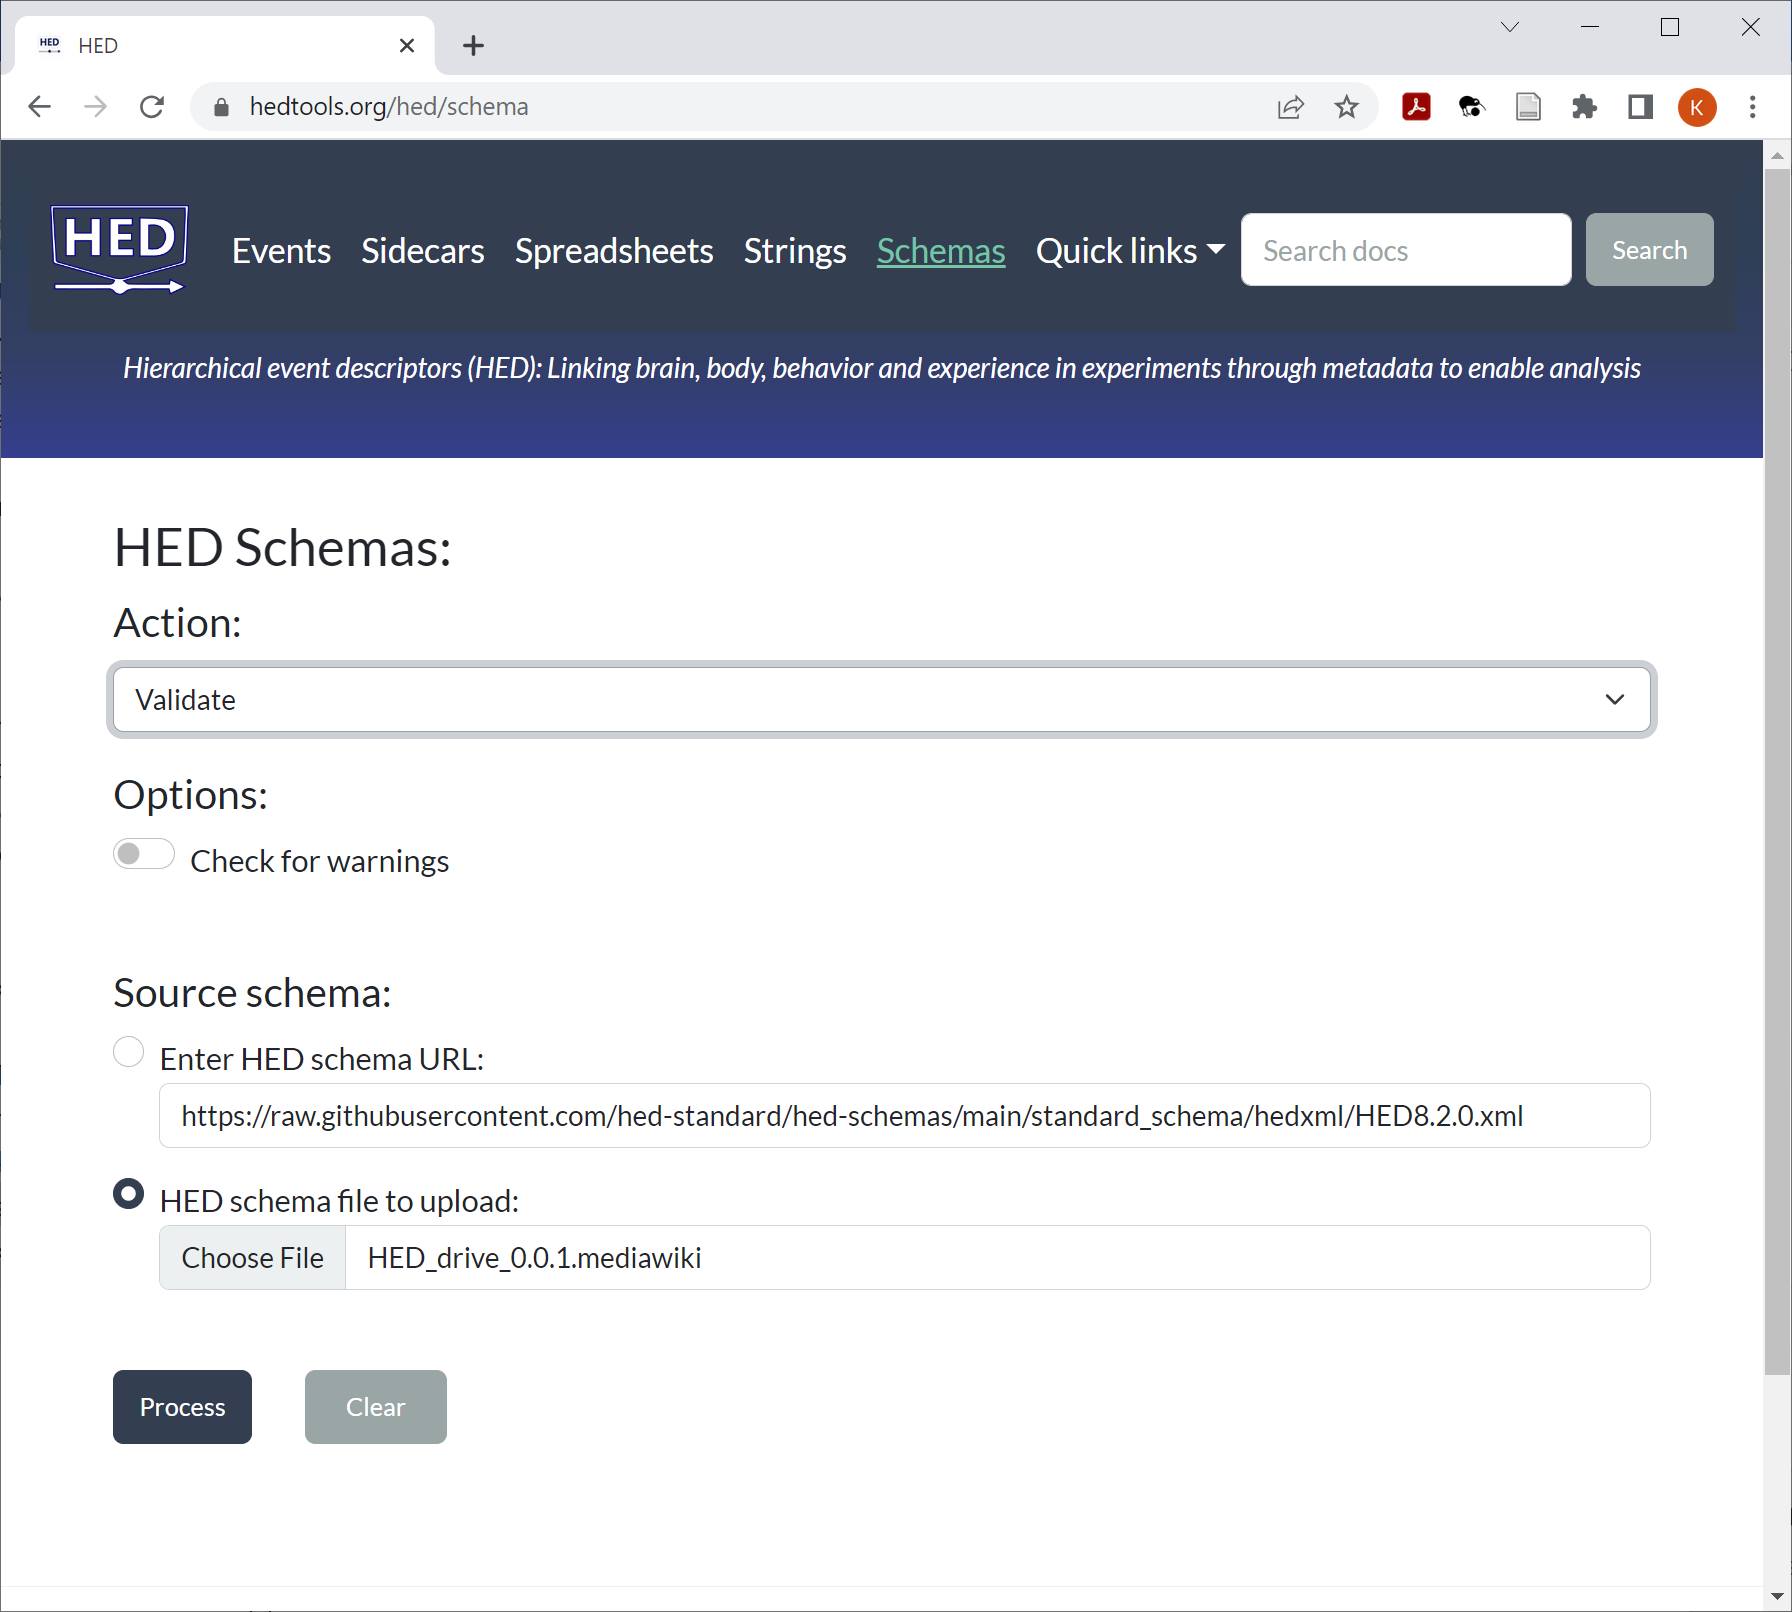 HED HED
hedtools.org/hed/schema
K
HED Events Sidecars Spreadsheets Strings Schemas Quick links Search docs Search
Hierarchical event descriptors (HED): Linking brain, body, behavior and experience in experiments through metadata to enable analysis
HED Schemas:
Action:
Validate
Options:
Check for warnings
Source schema:
Enter HED schema URL:
https://raw.githubusercontent.com/hed-standard/hed-schemas/main/standard_schema/hedxml/HED8.2.0.xml
HED schema file to upload:
Choose File HED_drive_0.0.1.mediawiki
Process Clear